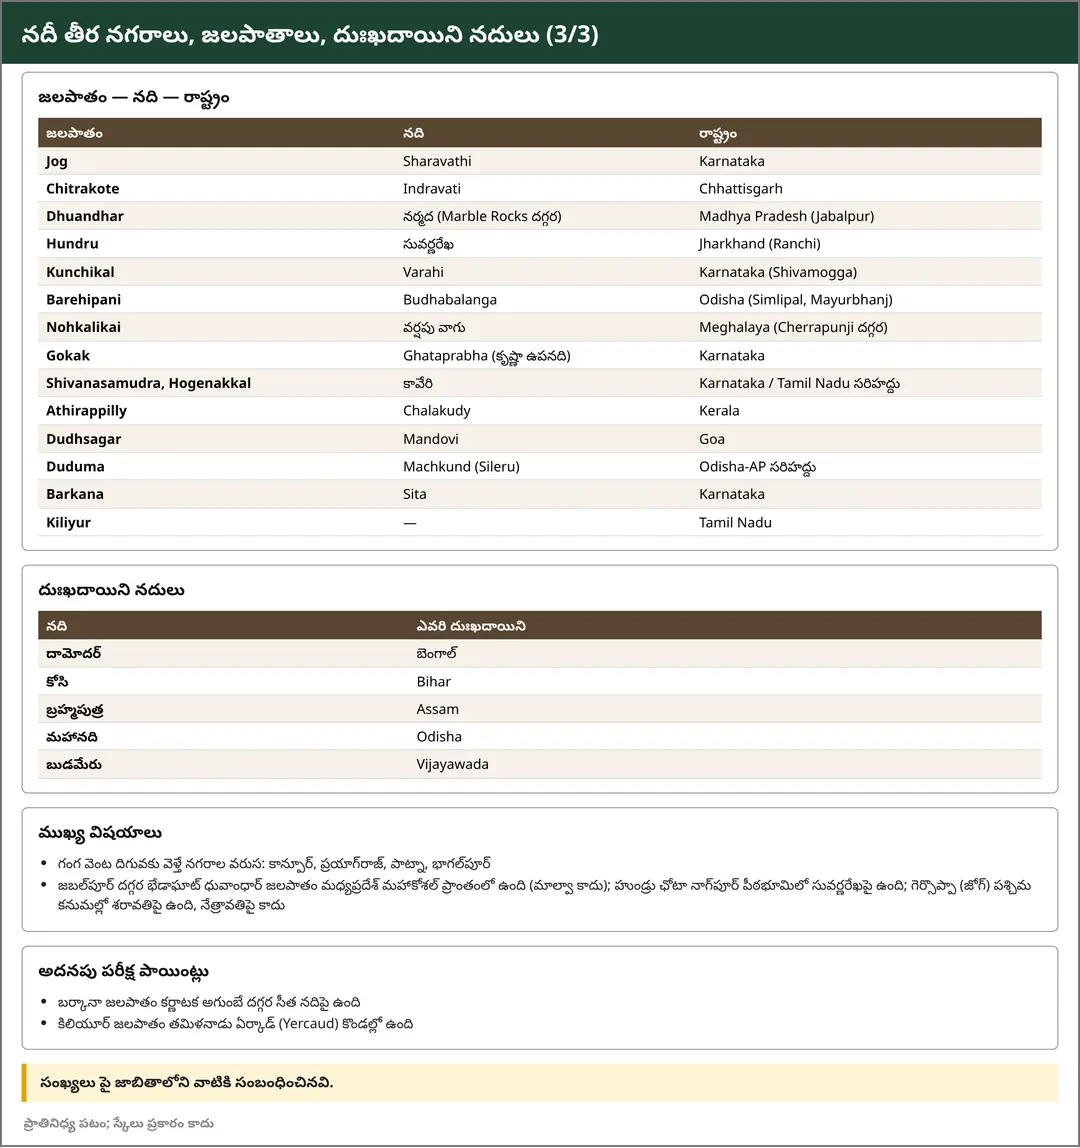 నదీ తీర నగరాలు, జలపాతాలు, దుఃఖదాయిని నదులు (3/3)
జలపాతం — నది — రాష్ట్రం
జలపాతం నది రాష్ట్రం
Jog Sharavathi Karnataka
Chitrakote Indravati Chhattisgarh
Dhuandhar నర్మద (Marble Rocks దగ్గర) Madhya Pradesh (Jabalpur)
Hundru సువర్ణరేఖ Jharkhand (Ranchi)
Kunchikal Varahi Karnataka (Shivamogga)
Barehipani Budhabalanga Odisha (Simlipal, Mayurbhanj)
Nohkalikai వర్షపు వాగు Meghalaya (Cherrapunji దగ్గర)
Gokak Ghataprabha (కృష్ణా ఉపనది) Karnataka
Shivanasamudra, Hogenakkal కావేరి Karnataka / Tamil Nadu సరిహద్దు
Athirappilly Chalakudy Kerala
Dudhsagar Mandovi Goa
Duduma Machkund (Sileru) Odisha-AP సరిహద్దు
Barkana Sita Karnataka
Kiliyur — Tamil Nadu
దుఃఖదాయిని నదులు
నది ఎవరి దుఃఖదాయిని
దామోదర్ బెంగాల్
కోసి Bihar
బ్రహ్మపుత్ర Assam
మహానది Odisha
బుడమేరు Vijayawada
ముఖ్య విషయాలు
• గంగ వెంట దిగువకు వెళ్తే నగరాల వరుస: కాన్పూర్, ప్రయాగ్‌రాజ్, పాట్నా, భాగల్‌పూర్
• జబల్‌పూర్ దగ్గర భేడాఘాట్ ధువాంధార్ జలపాతం మధ్యప్రదేశ్ మహాకోశల్ ప్రాంతంలో ఉంది (మాల్వా కాదు); హుండ్రు ఛోటా నాగ్‌పూర్ పీఠభూమిలో సువర్ణరేఖపై ఉంది; గెర్సొప్పా (జోగ్) పశ్చిమ
కనుమల్లో శరావతిపై ఉంది, నేత్రావతిపై కాదు
అదనపు పరీక్ష పాయింట్లు
• బర్కానా జలపాతం కర్ణాటక అగుంబే దగ్గర సీత నదిపై ఉంది
• కిలియూర్ జలపాతం తమిళనాడు ఏర్కాడ్ (Yercaud) కొండల్లో ఉంది
సంఖ్యలు పై జాబితాలోని వాటికి సంబంధించినవి.
ప్రాతినిధ్య పటం; స్కేలు ప్రకారం కాదు